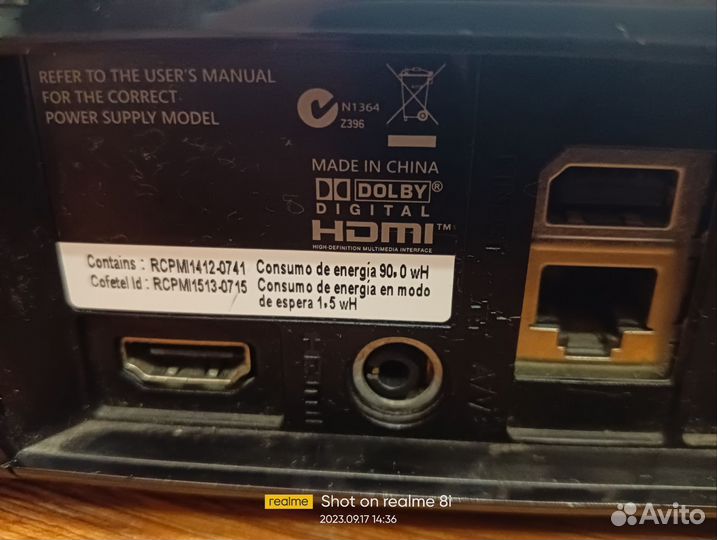 REFER TO THE USER'S MANUAL
FOR THE CORRECT
POWER SUPPLY MODEL
N1364
Z396
MADE IN CHINA
DOLBY®
DIGITAL
HDMI™
HIGH-DEFINITION MULTIMEDIA INTERFACE
Contains : RCPMI1412-0741 Consumo de energía 90.0 wH
Cofetel Id : RCPMI1513-0715 Consumo de energía en modo
de espera 1.5 wH
HDMI
A/V
realme Shot on realme 8i
2023.09.17 14:36
Avito